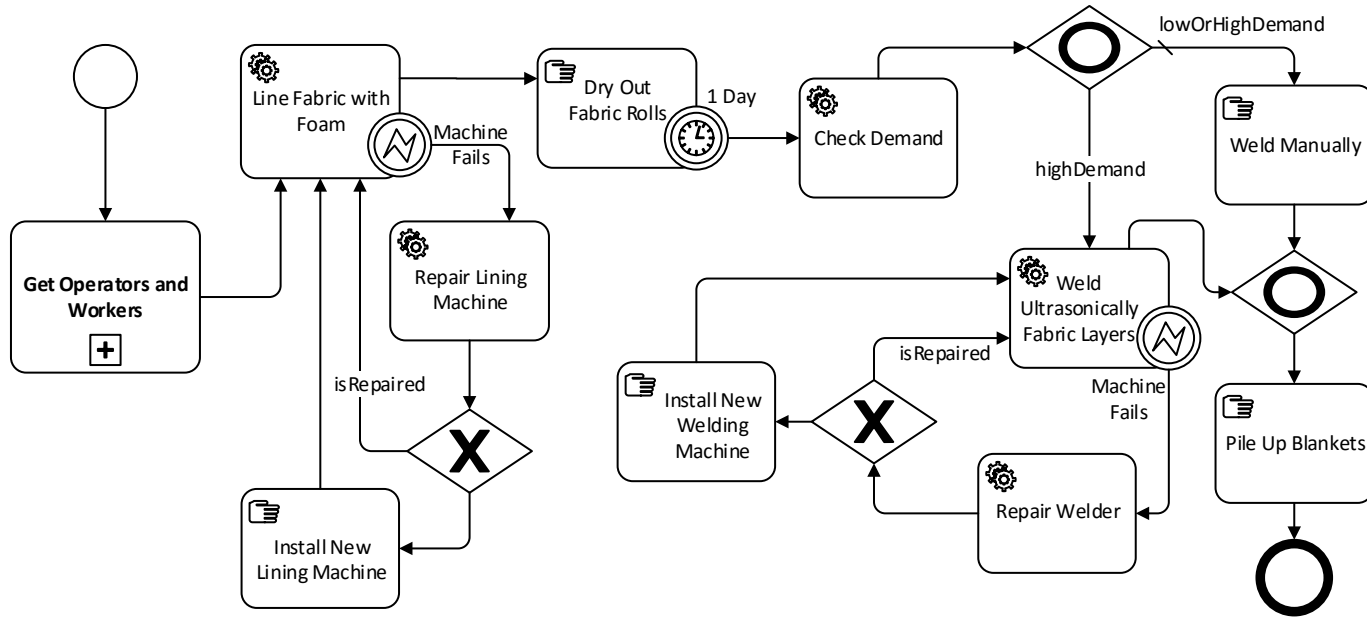 lowOrHighDemand
Line Fabric with
Foam
Dry Out
Fabric Rolls
1 Day
Machine
Fails
Check Demand
Weld Manually
highDemand
Get Operators and
Workers
Repair Lining
Machine
Weld
Ultrasonically
Fabric Layers
isRepaired
isRepaired
Machine
Fails
Install New
Welding
Machine
Pile Up Blankets
Repair Welder
Install New
Lining Machine